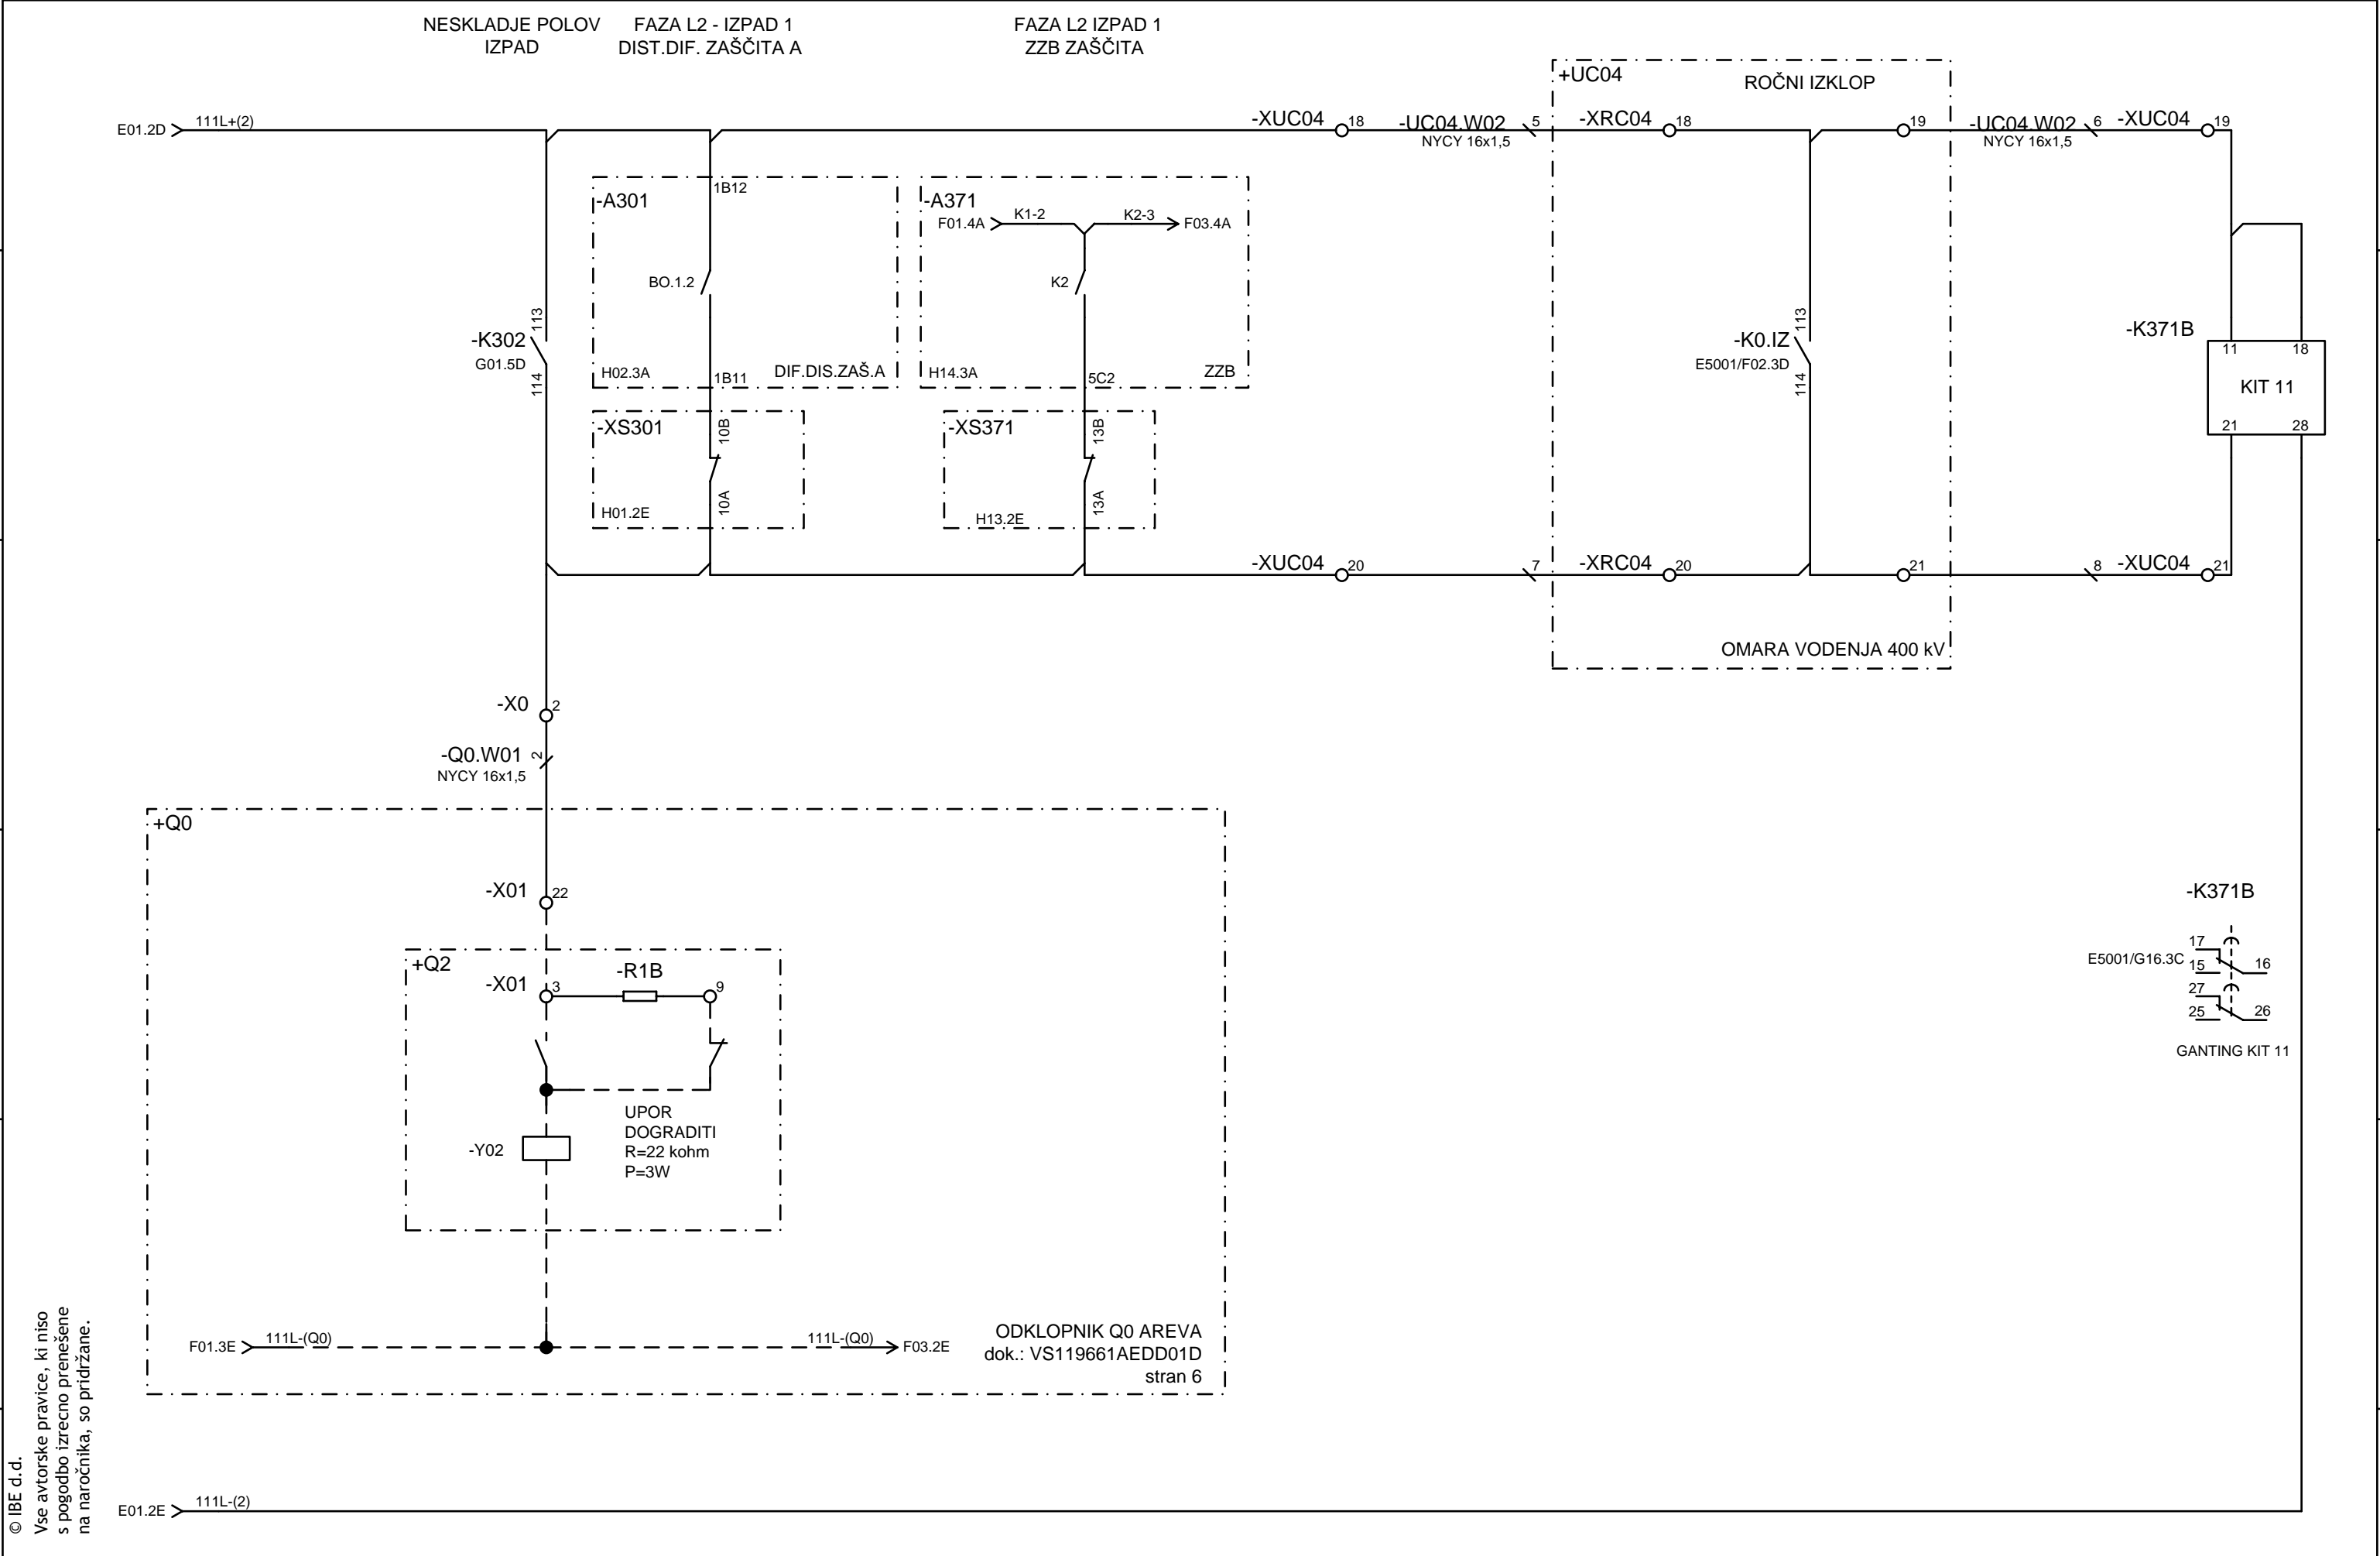 NESKLADJE POLOV
IZPAD
FAZA L2 - IZPAD 1
DIST.DIF. ZAŠČITA A
FAZA L2 IZPAD 1
ZZB ZAŠČITA
+UC04
ROČNI IZKLOP
E01.2D
111L+(2)
-XUC04
18
-UC04.W02
NYCY 16x1,5
5
-XRC04
18
19
-UC04.W02
NYCY 16x1,5
6
-XUC04
19
-A301
1B12
BO.1.2
H02.3A
1B11
DIF.DIS.ZAŠ.A
-A371
F01.4A
K1-2
K2-3
F03.4A
K2
H14.3A
5C2
ZZB
-K302
G01.5D
113
114
-K0.IZ
E5001/F02.3D
113
114
-K371B
11
18
KIT 11
21
28
-XS301
10B
10A
H01.2E
-XS371
13B
13A
H13.2E
-XUC04
20
7
-XRC04
20
21
8
-XUC04
21
OMARA VODENJA 400 kV
-X0
2
-Q0.W01
NYCY 16x1,5
2
+Q0
-X01
22
+Q2
-X01
3
-R1B
9
UPOR
DOGRADITI
R=22 kohm
P=3W
-Y02
-K371B
17
E5001/G16.3C
15
16
27
25
26
GANTING KIT 11
F01.3E
111L-(Q0)
111L-(Q0)
F03.2E
ODKLOPNIK Q0 AREVA
dok.: VS119661AEDD01D
stran 6
E01.2E
111L-(2)
© IBE d.d.
Vse avtorske pravice, ki niso
s pogodbo izrecno prenešene
na naročnika, so pridržane.